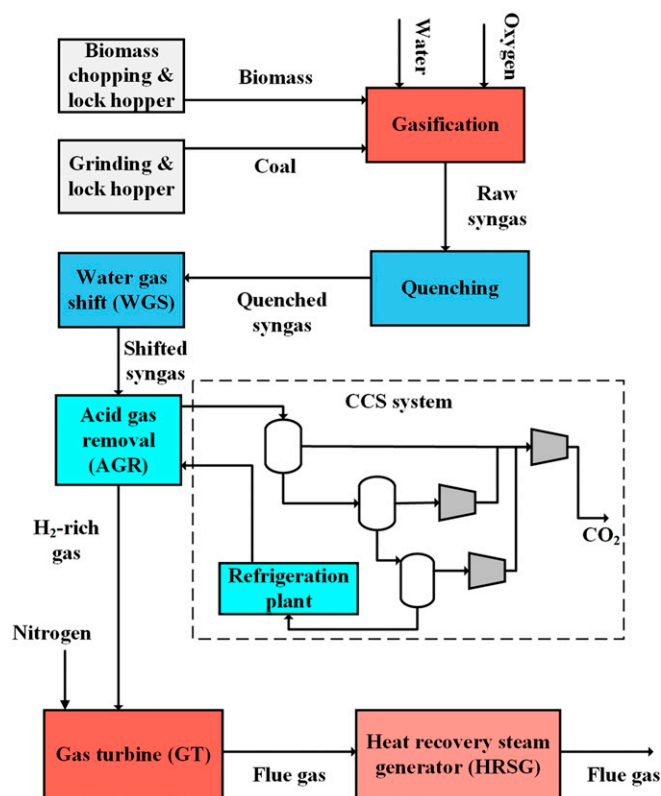 Biomass
chopping &
lock hopper
Biomass
Water
Oxygen
Gasification
Grinding &
lock hopper
Coal
Raw
syngas
Water gas
shift (WGS)
Quenched
syngas
Quenching
Shifted
syngas
Acid gas
removal
(AGR)
CCS system
CO₂
Refrigeration
plant
H₂-rich
gas
Nitrogen
Gas turbine (GT)
Flue gas
Heat recovery steam
generator (HRSG)
Flue gas